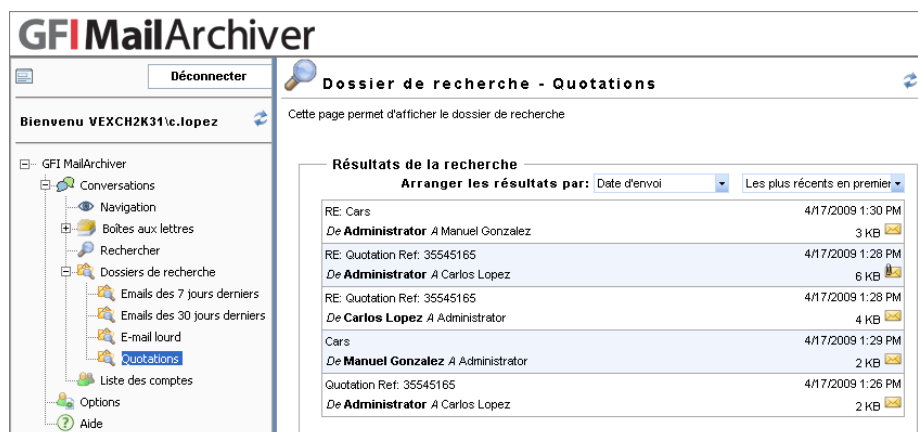 GFI MailArchiver
Déconnecter
Bienvenu VEXCH2K31\c.lopez
GFI MailArchiver
Conversations
Navigation
Boîtes aux lettres
Rechercher
Dossiers de recherche
Emails des 7 jours derniers
Emails des 30 jours derniers
E-mail lourd
Quotations
Liste des comptes
Options
Aide
Dossier de recherche - Quotations
Cette page permet d'afficher le dossier de recherche
Résultats de la recherche
Arranger les résultats par: Date d'envoi Les plus récents en premier
RE: Cars 4/17/2009 1:30 PM
De Administrator A Manuel Gonzalez 3 KB
RE: Quotation Ref: 35545165 4/17/2009 1:28 PM
De Administrator A Carlos Lopez 6 KB
RE: Quotation Ref: 35545165 4/17/2009 1:28 PM
De Carlos Lopez A Administrator 4 KB
Cars 4/17/2009 1:29 PM
De Manuel Gonzalez A Administrator 2 KB
Quotation Ref: 35545165 4/17/2009 1:26 PM
De Administrator A Carlos Lopez 2 KB